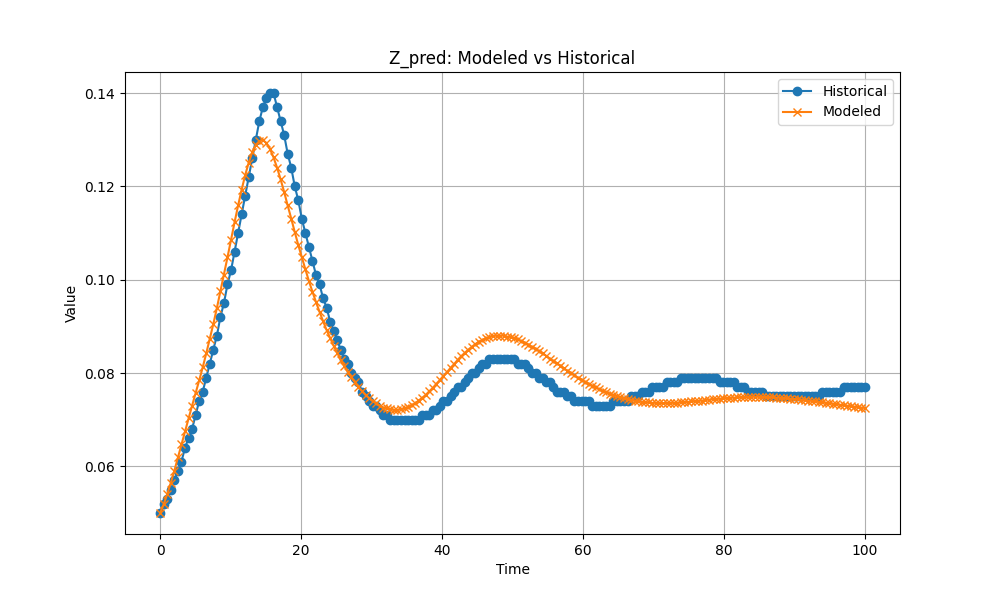 Z_pred: Modeled vs Historical
Historical
Modeled
0.14
0.12
0.10
0.08
0.06
Value
0
20
40
60
80
100
Time